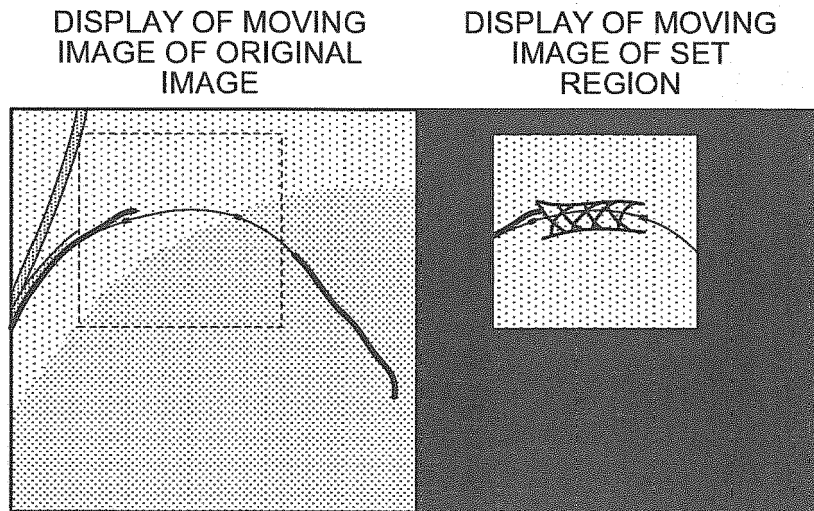 DISPLAY OF MOVING
IMAGE OF ORIGINAL
IMAGE
DISPLAY OF MOVING
IMAGE OF SET
REGION